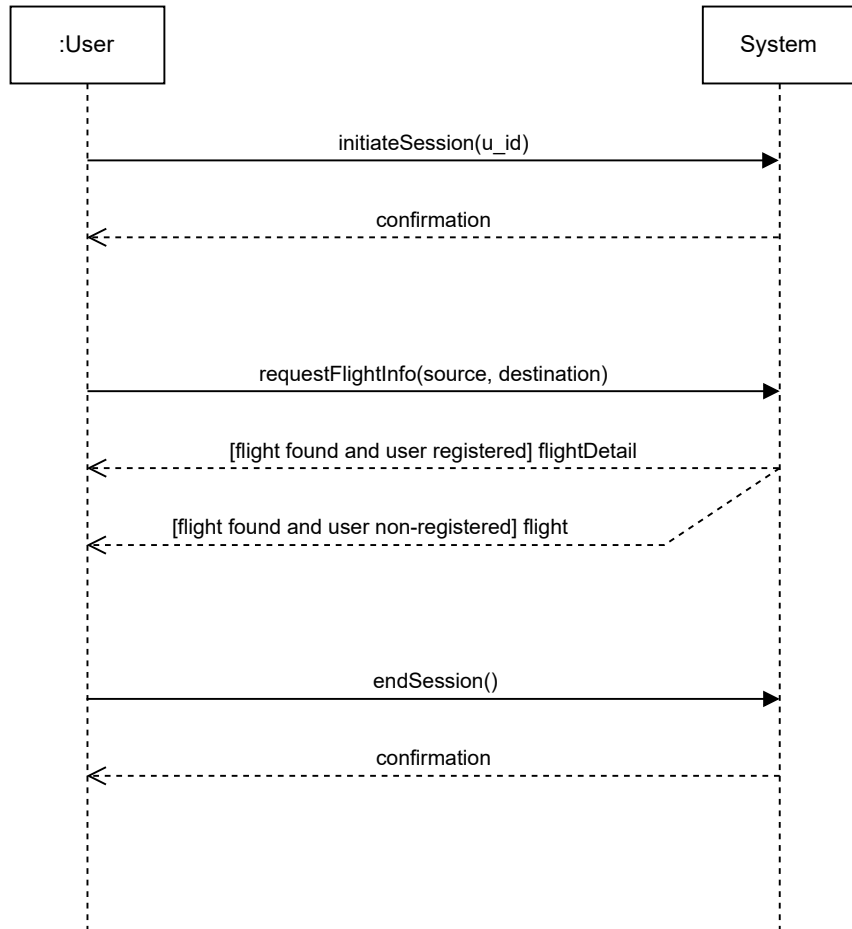 :User
System
initiateSession(u_id)
confirmation
requestFlightInfo(source, destination)
[flight found and user registered] flightDetail
[flight found and user non-registered] flight
endSession()
confirmation